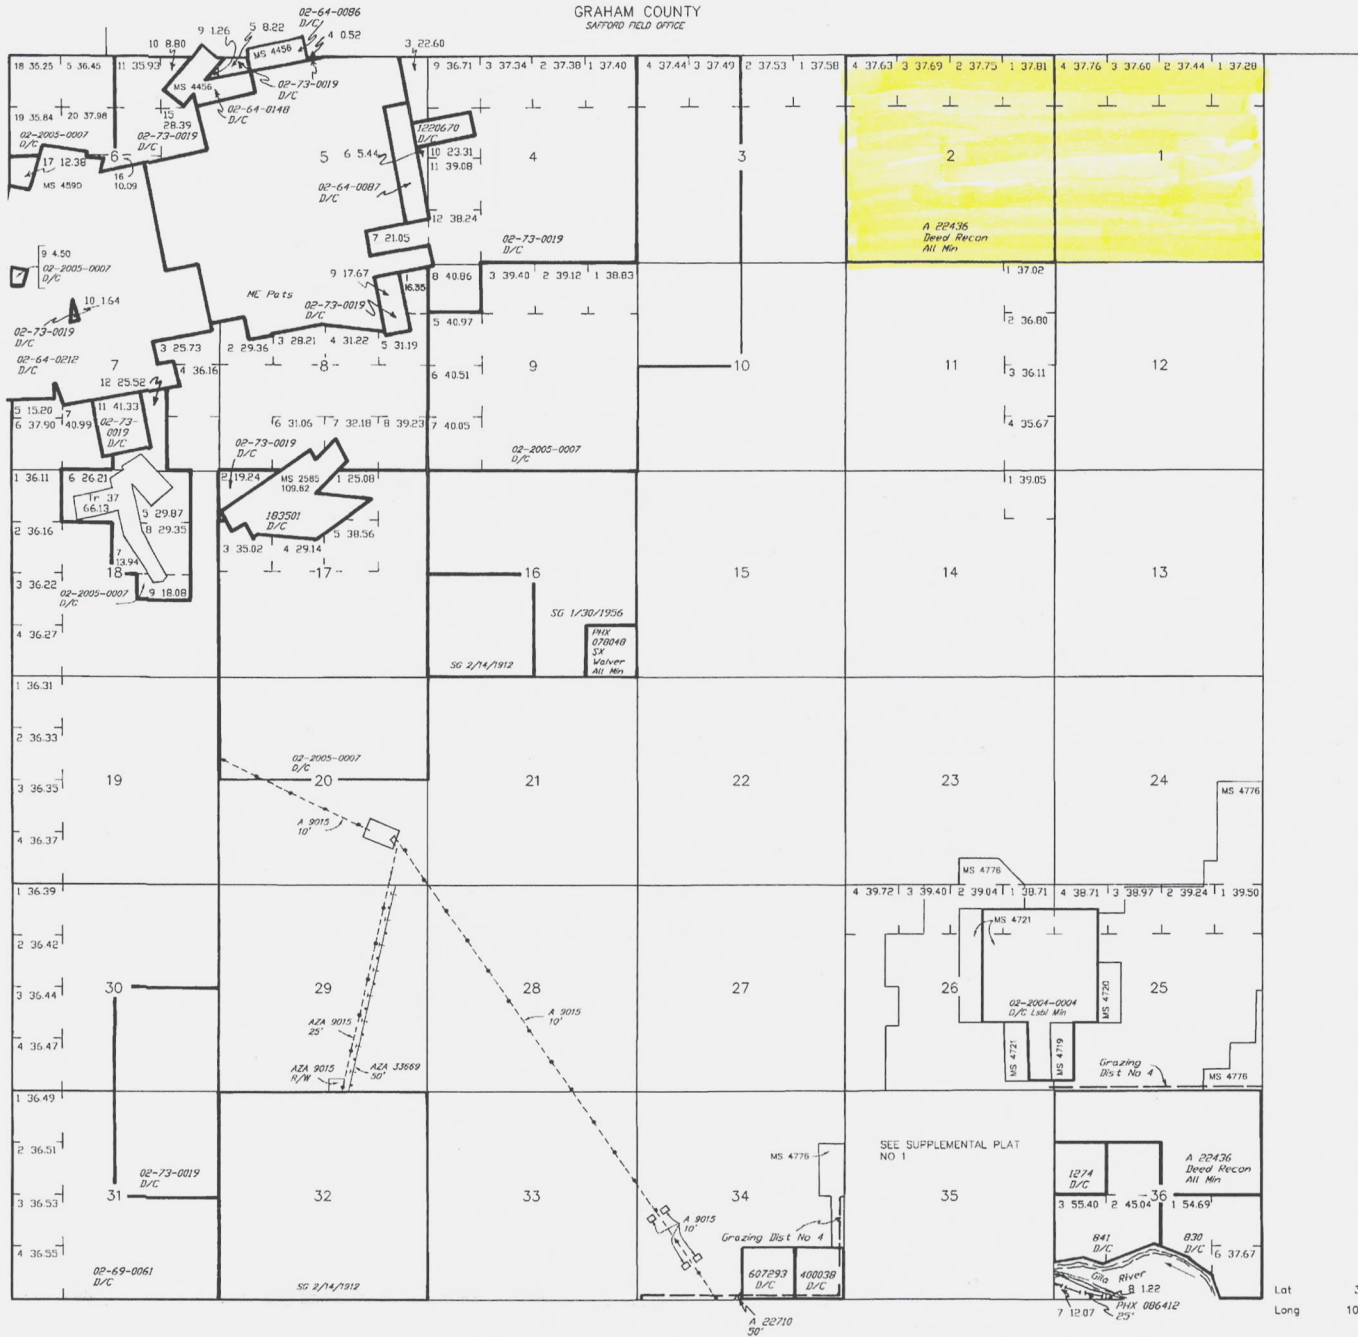 GRAHAM COUNTY
SAFFORD FIELD OFFICE
02-64-0086
D/C
9 1.26
5 8.22
4 0.52
10 8.80
MS 4456
3 22.60
18 35.25
5 36.45
11 35.93
9 36.71
3 37.34
2 37.38
1 37.40
4 37.44
3 37.49
2 37.53
1 37.58
4 37.63
3 37.69
2 37.75
1 37.81
4 37.76
3 37.60
2 37.44
1 37.28
MS 4456
02-73-0019
D/C
02-64-0148
D/C
19 35.84
20 37.98
15
28.39
02-2005-0007
D/C
02-73-0019
D/C
1220670
D/C
6
5
6 5.44
10 23.31
11 39.08
4
3
2
1
17 12.38
MS 4590
16
10.09
02-64-0087
D/C
12 38.24
7 21.05
02-73-0019
D/C
A 22436
Deed Recon
All Min
9 4.50
02-2005-0007
D/C
9 17.67
16.35
8 40.86
3 39.40
2 39.12
1 38.83
1 37.02
ME Pats
02-73-0019
D/C
10 1.64
02-73-0019
D/C
5 40.97
2 36.80
02-64-0212
D/C
3 25.73
2 29.36
3 28.21
4 31.22
5 31.19
7
4 36.16
8
6 40.51
9
10
11
3 36.11
12
12 25.52
5 15.20
6 37.90
7
40.99
11 41.33
02-73-
0019
D/C
6 31.06
7 32.18
8 39.23
7 40.05
4 35.67
02-73-0019
D/C
02-2005-0007
D/C
1 36.11
6 26.21
2 19.24
MS 2585
109.82
1 25.08
1 39.05
Tr 37
66.13
5 29.87
8 29.35
183501
D/C
2 36.16
5 38.56
3 35.02
4 29.14
7
13.94
18
17
16
15
14
13
3 36.22
02-2005-0007
D/C
9 18.08
SG 1/30/1956
4 36.27
PHX
078048
SX
Waiver
All Min
SG 2/14/1912
1 36.31
2 36.33
02-2005-0007
D/C
3 36.35
19
20
21
22
23
24
MS 4776
4 36.37
A 9015
10'
MS 4776
1 36.39
4 39.72
3 39.40
2 39.04
1 38.71
4 38.71
3 38.97
2 39.24
1 39.50
MS 4721
2 36.42
3 36.44
30
29
28
27
26
25
MS 4720
02-2004-0004
D/C Lsbl Min
A 9015
10'
AZA 9015
25'
4 36.47
MS 4721
MS 4719
AZA 9015
R/W
AZA 33669
50'
Grazing
Dist No 4
MS 4776
1 36.49
SEE SUPPLEMENTAL PLAT
NO 1
2 36.51
MS 4776
A 22436
Deed Recon
All Min
1274
D/C
02-73-0019
D/C
3 36.53
31
32
33
34
35
36
3 55.40
2 45.04
1 54.69
A 9015
10'
Grazing Dist No 4
4 36.55
841
D/C
830
D/C
6 37.67
02-69-0061
D/C
SG 2/14/1912
607293
D/C
400038
D/C
Gila River
8 1.22
7 12.07
PHX 086412
25'
A 22710
50'
Lat 3
Long 10